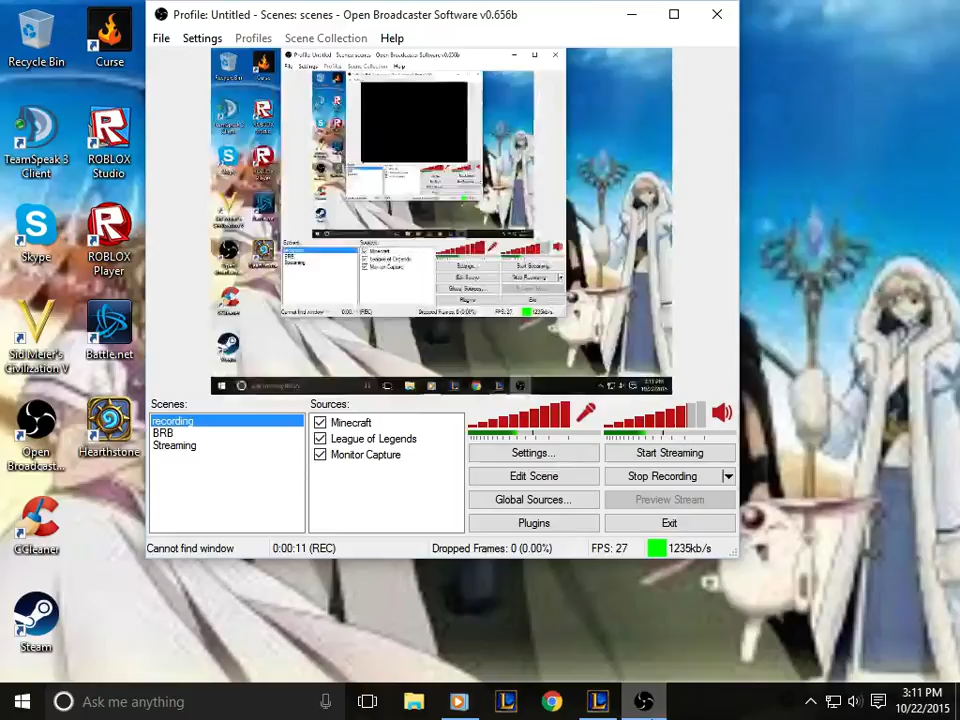 Profile: Untitled - Scenes: scenes - Open Broadcaster Software v0.656b
File Settings Profiles Scene Collection Help
Recycle Bin
Curse
TeamSpeak 3 Client
ROBLOX Studio
Skype
ROBLOX Player
Sid Meier's Civilization V
Battle.net
Open Broadcast...
Hearthstone
CCleaner
Steam
Scenes:
recording
BRB
Streaming
Sources:
Minecraft
League of Legends
Monitor Capture
Settings...
Start Streaming
Edit Scene
Stop Recording
Global Sources...
Preview Stream
Plugins
Exit
Cannot find window 0:00:11 (REC) Dropped Frames: 0 (0.00%) FPS: 27 1235kb/s
Ask me anything
3:11 PM
10/22/2015